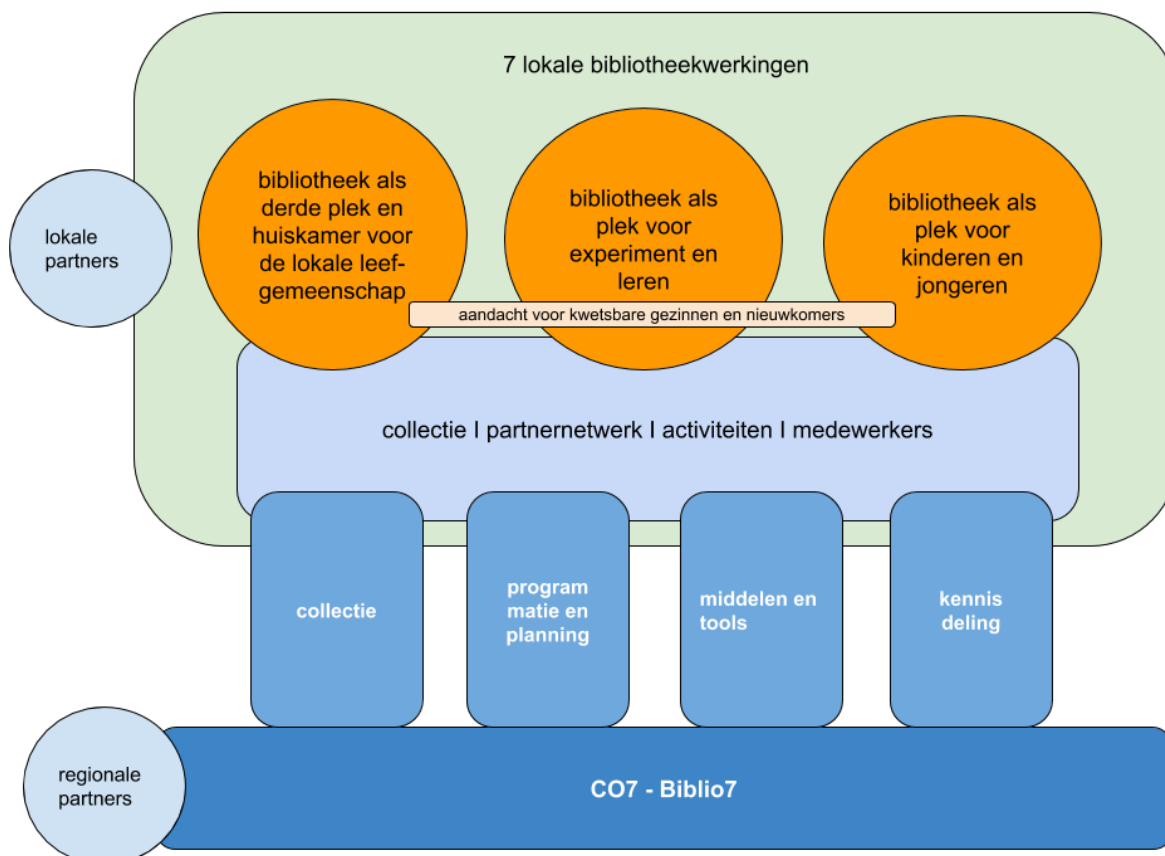 7 lokale bibliotheekwerkingen
bibliotheek als
derde plek en
huiskamer voor
de lokale leef-
gemeenschap
bibliotheek als
plek voor
experiment en
leren
bibliotheek als
plek voor
kinderen en
jongeren
lokale
partners
aandacht voor kwetsbare gezinnen en nieuwkomers
collectie I partnernetwerk I activiteiten I medewerkers
collectie
program
matie en
planning
middelen en
tools
kennis
deling
regionale
partners
CO7 - Biblio7